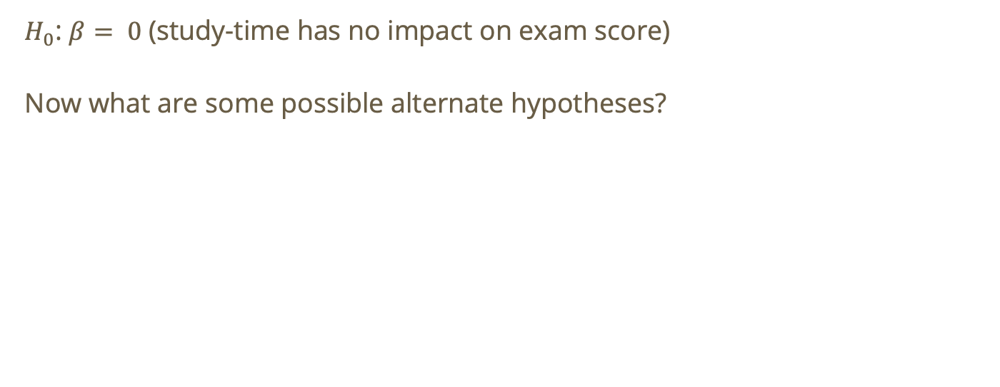 H₀: β = 0 (study-time has no impact on exam score)
Now what are some possible alternate hypotheses?